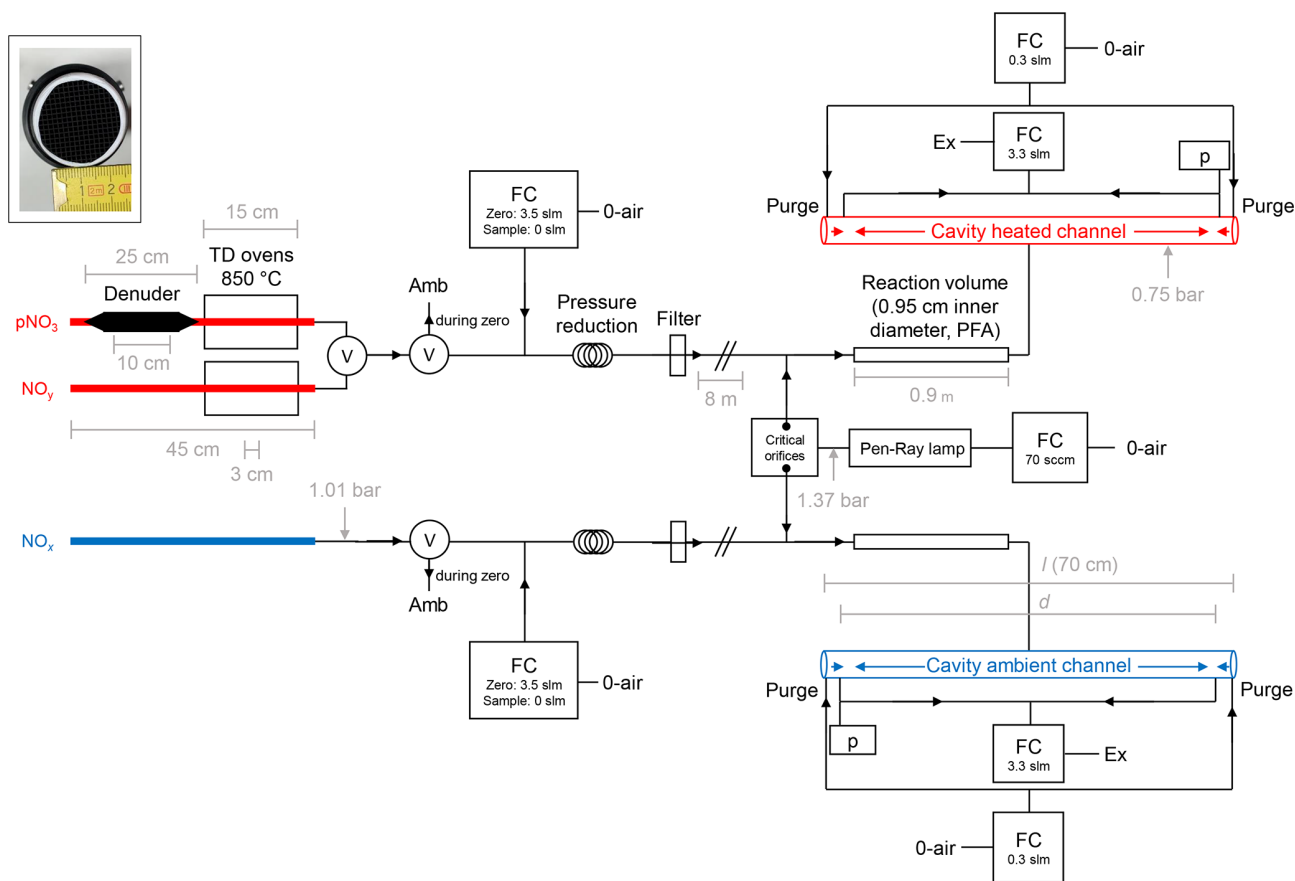 FC
0.3 slm
0-air
FC
3.3 slm
Ex
p
Purge
Purge
Cavity heated channel
0.75 bar
1 2m 2
15 cm
25 cm
TD ovens
850 °C
Denuder
pNO3
10 cm
NOy
45 cm
3 cm
FC
Zero: 3.5 slm
Sample: 0 slm
0-air
Amb
during zero
V
V
Pressure
reduction
Filter
8 m
Reaction volume
(0.95 cm inner
diameter, PFA)
0.9 m
Critical
orifices
Pen-Ray lamp
FC
70 sccm
0-air
1.37 bar
1.01 bar
NOx
V
during zero
Amb
FC
Zero: 3.5 slm
Sample: 0 slm
0-air
l (70 cm)
d
Cavity ambient channel
Purge
Purge
p
FC
3.3 slm
Ex
0-air
FC
0.3 slm